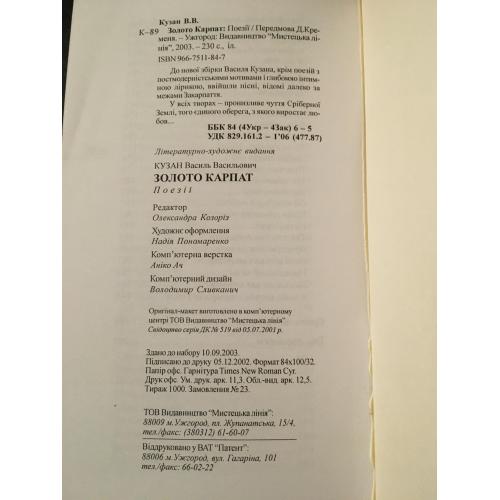 Кузан В.В.
К–89 Золото Карпат: Поезії / Передмова Д.Кре-
меня. – Ужгород: Видавництво “Мистецька лі-
нія”, 2003. – 230 с., іл.
ISBN 966-7511-84-7
До нової збірки Василя Кузана, крім поезій з
постмодерністськими мотивами і глибокою інтим-
ною лірикою, ввійшли пісні, відомі далеко за
межами Закарпаття.
У всіх творах – пронизливе чуття Сріберної
Землі, того єдиного оберега, з якого виростає лю-
бов...
ББК 84 (4Укр – 4Зак) 6 – 5
УДК 829.161.2 – 1’06 (477.87)
Літературно-художнє видання
КУЗАН Василь Васильович
ЗОЛОТО КАРПАТ
Поезії
Редактор
Олександра Колоріз
Художнє оформлення
Надія Пономаренко
Комп’ютерна верстка
Аніко Ач
Комп’ютерний дизайн
Володимир Сливканич
Оригінал-макет виготовлено в комп’ютерному
центрі ТОВ Видавництво “Мистецька лінія”
Свідоцтво серія ДК № 519 від 05.07.2001 р.
Здано до набору 10.09.2003.
Підписано до друку 05.12.2002. Формат 84х100/32.
Папір офс. Гарнітура Times New Roman Cyr.
Друк офс. Ум. друк. арк. 11,3. Обл.-вид. арк. 12,5.
Тираж 1000. Замовлення № 23.
ТОВ Видавництво “Мистецька лінія”:
88009 м.Ужгород, пл. Жупанатська, 15/4,
тел./факс: (380312) 61-60-07
Віддруковано у ВАТ “Патент”:
88006 м.Ужгород, вул. Гагаріна, 101
тел./факс: 66-02-22